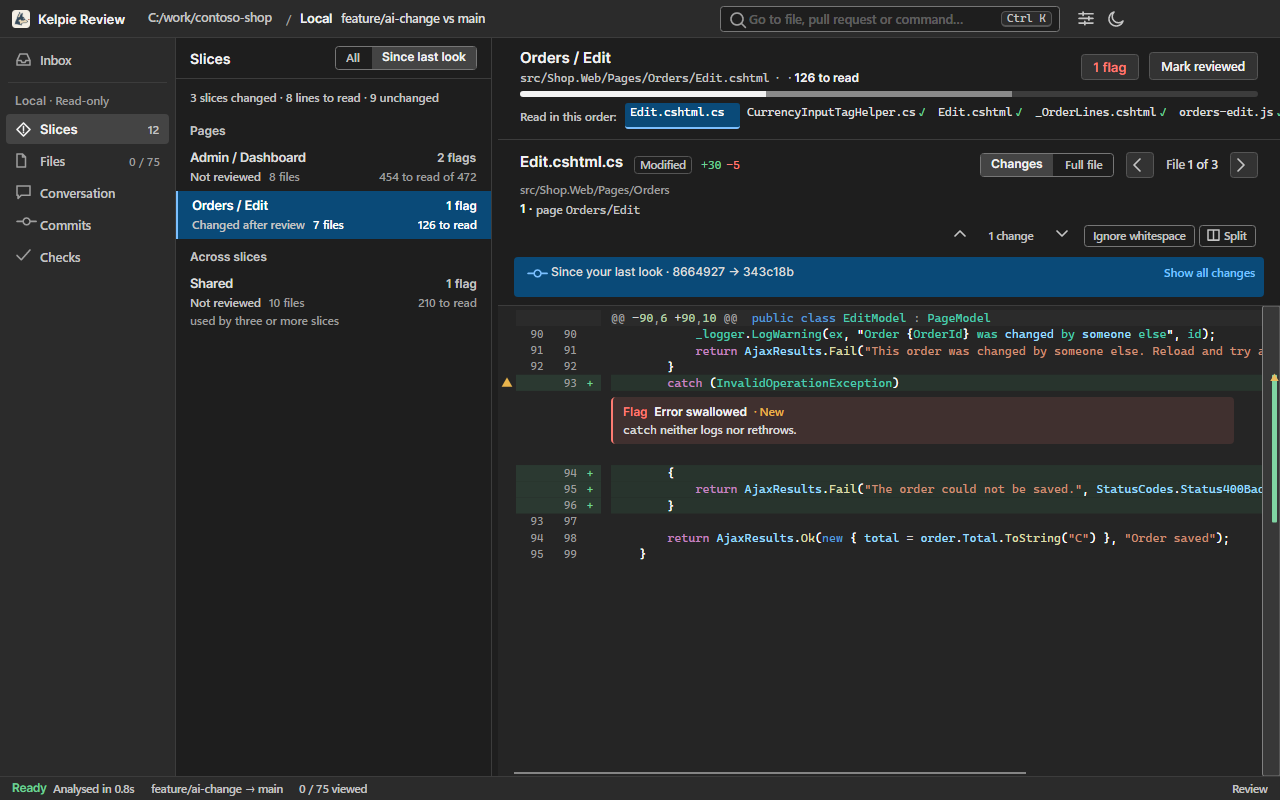 Kelpie Review C:/work/contoso-shop / Local feature/ai-change vs main Go to file, pull request or command... Ctrl K
Inbox
Local · Read-only
Slices 12
Files 0 / 75
Conversation
Commits
Checks
Slices All Since last look
3 slices changed · 8 lines to read · 9 unchanged
Pages
Admin / Dashboard 2 flags
Not reviewed 8 files 454 to read of 472
Orders / Edit 1 flag
Changed after review 7 files 126 to read
Across slices
Shared 1 flag
Not reviewed 10 files 210 to read
used by three or more slices
Orders / Edit
src/Shop.Web/Pages/Orders/Edit.cshtml · · 126 to read
1 flag Mark reviewed
Read in this order: Edit.cshtml.cs CurrencyInputTagHelper.cs ✓ Edit.cshtml ✓ _OrderLines.cshtml ✓ orders-edit.js ✓
Edit.cshtml.cs Modified +30 −5 Changes Full file File 1 of 3
src/Shop.Web/Pages/Orders
1 · page Orders/Edit
1 change Ignore whitespace Split
Since your last look · 8664927 → 343c18b Show all changes
@@ −90,6 +90,10 @@ public class EditModel : PageModel
90 90 _logger.LogWarning(ex, "Order {OrderId} was changed by someone else", id);
91 91 return AjaxResults.Fail("This order was changed by someone else. Reload and try a
92 92 }
93 + catch (InvalidOperationException)
Flag Error swallowed · New
catch neither logs nor rethrows.
94 + {
95 + return AjaxResults.Fail("The order could not be saved.", StatusCodes.Status400Bad
96 + }
93 97
94 98 return AjaxResults.Ok(new { total = order.Total.ToString("C") }, "Order saved");
95 99 }
Ready Analysed in 0.8s feature/ai-change → main 0 / 75 viewed Review